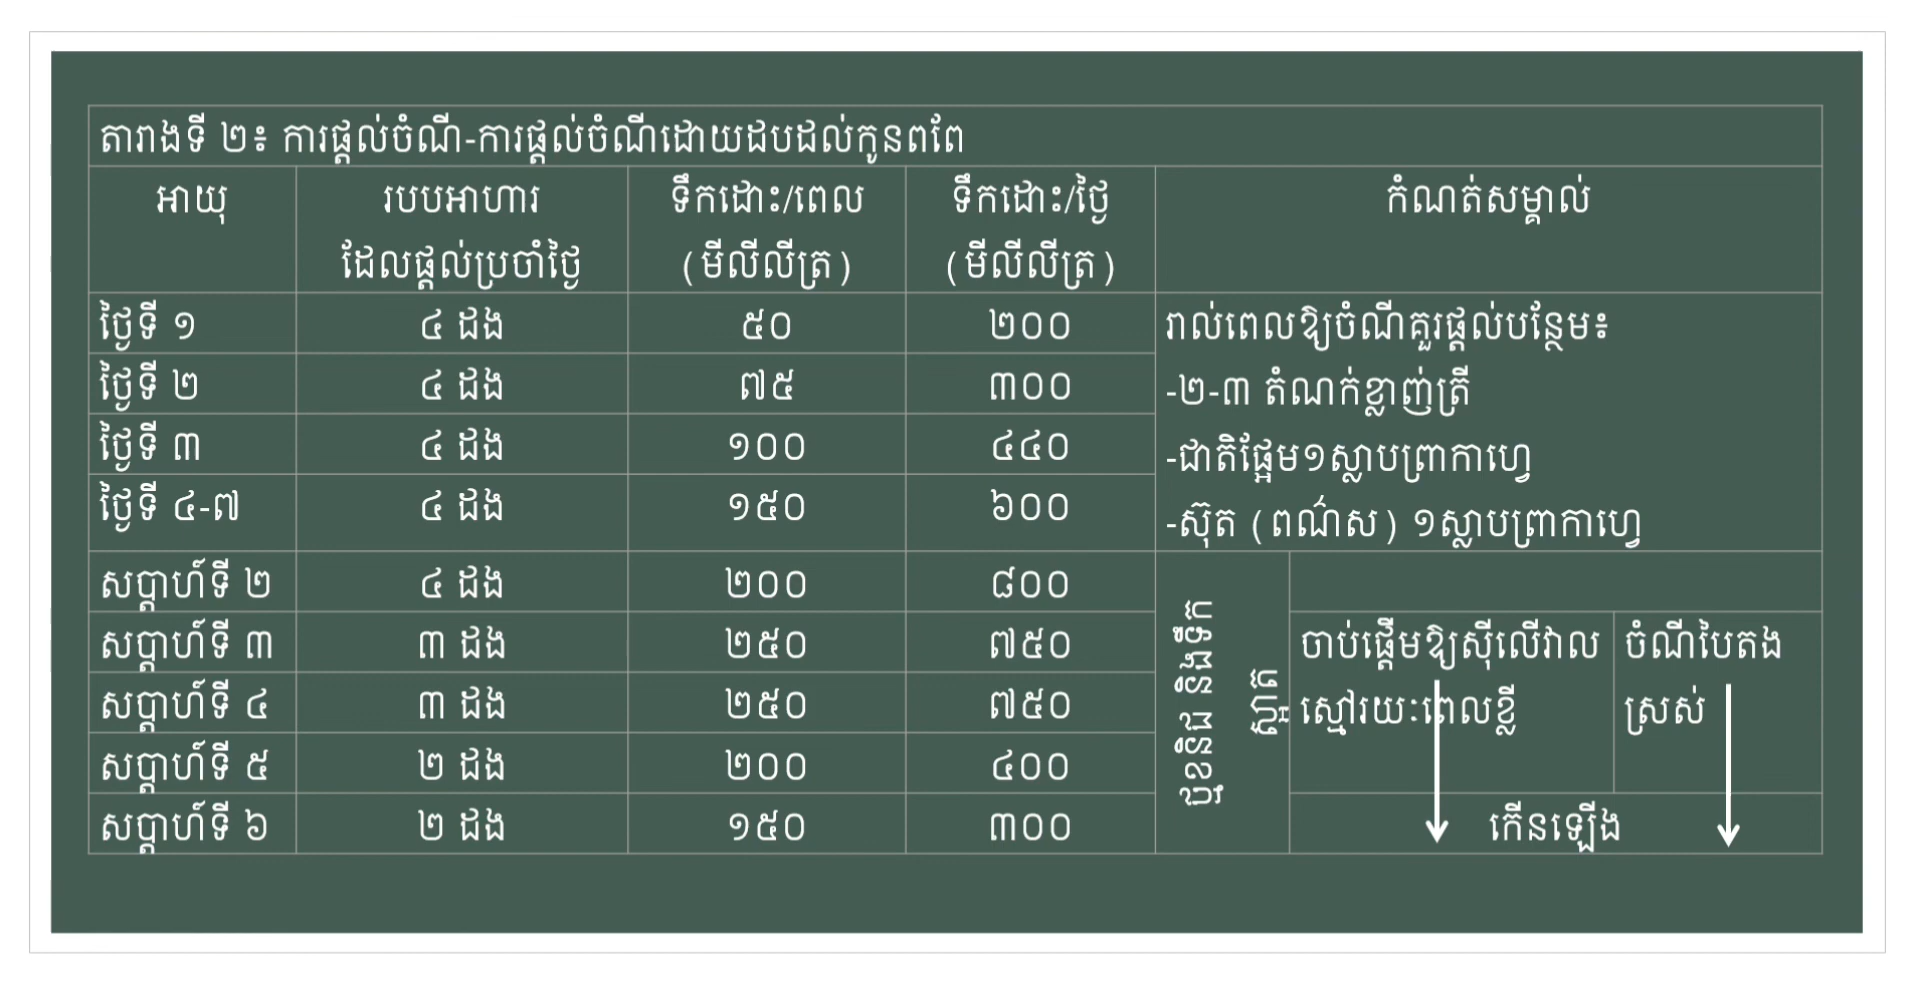 តារាងទី ២៖ ការផ្តល់ចំណី-ការផ្តល់ចំណីដោយដបដល់កូនពពែ
អាយុ របបអាហារ ទឹកដោះ/ពេល ទឹកដោះ/ថ្ងៃ កំណត់សម្គាល់
ដែលផ្តល់ប្រចាំថ្ងៃ (មីលីលីត្រ) (មីលីលីត្រ)
ថ្ងៃទី ១ ៤ ដង ៥០ ២០០ រាល់ពេលឱ្យចំណីគួរផ្តល់បន្ថែម៖
ថ្ងៃទី ២ ៤ ដង ៧៥ ៣០០ -២-៣ តំណក់ខ្លាញ់ត្រី
ថ្ងៃទី ៣ ៤ ដង ១០០ ៤៤០ -ជាតិផ្អែម១ស្លាបព្រាកាហ្វេ
ថ្ងៃទី ៤-៧ ៤ ដង ១៥០ ៦០០ -ស៊ុត (ពណ៌ស) ១ស្លាបព្រាកាហ្វេ
សប្តាហ៍ទី ២ ៤ ដង ២០០ ៨០០
សប្តាហ៍ទី ៣ ៣ ដង ២៥០ ៧៥០ ចាប់ផ្តើមឱ្យស៊ីលើវាល ចំណីបៃតង
សប្តាហ៍ទី ៤ ៣ ដង ២៥០ ៧៥០ ស្មៅរយៈពេលខ្លី ស្រស់
សប្តាហ៍ទី ៥ ២ ដង ២០០ ៤០០
សប្តាហ៍ទី ៦ ២ ដង ១៥០ ៣០០ កើនឡើង
ដុំខនិជ និងទឹក
ស្អាត